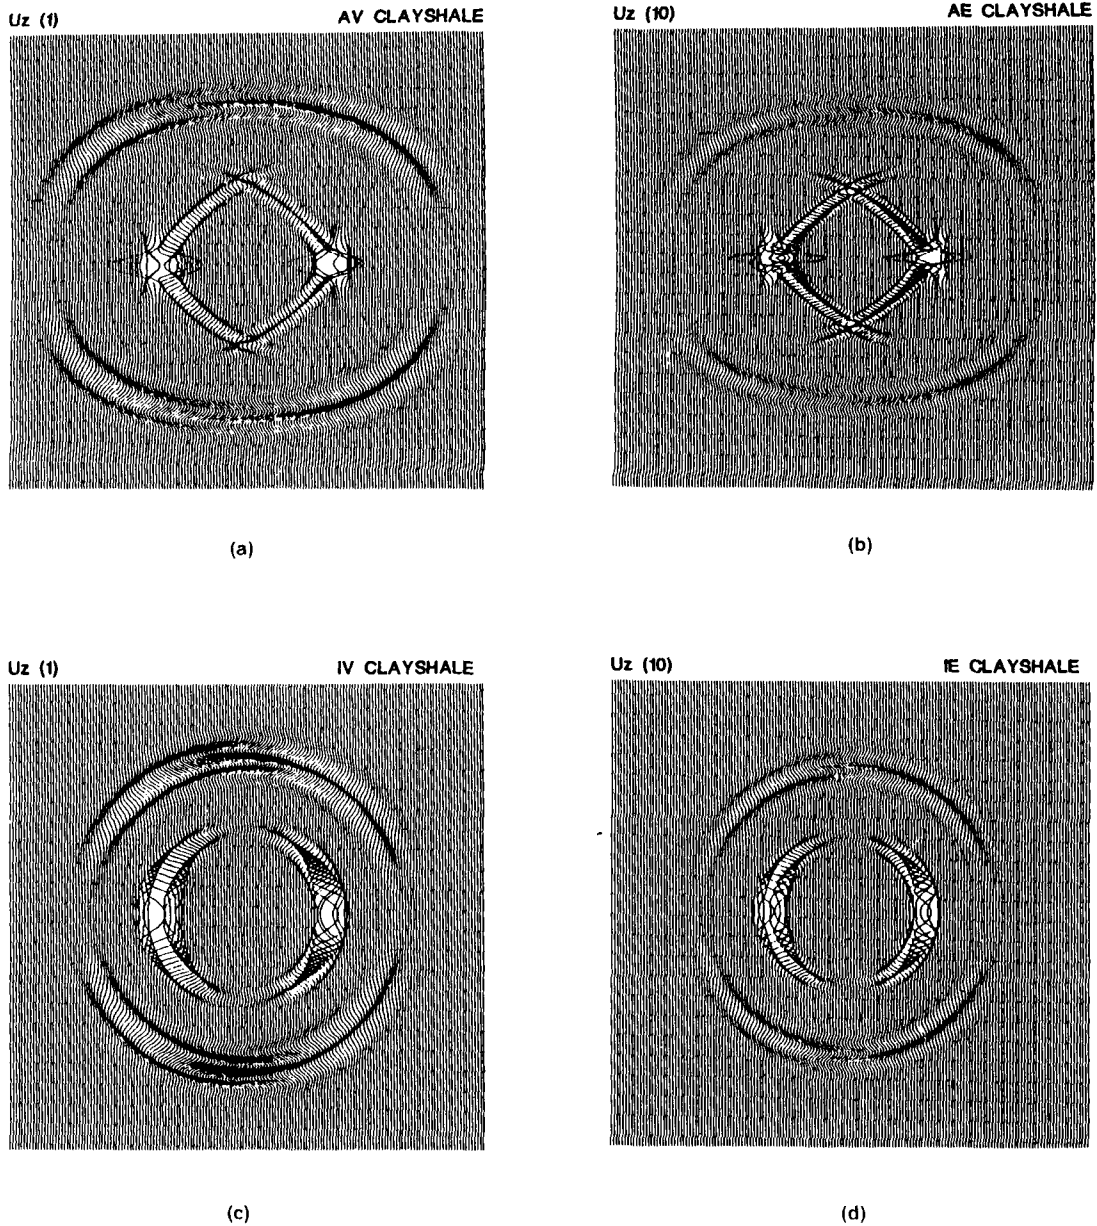 Uz (1) AV CLAYSHALE
Uz (10) AE CLAYSHALE
(a)
(b)
Uz (1) IV CLAYSHALE
Uz (10) IE CLAYSHALE
(c)
(d)